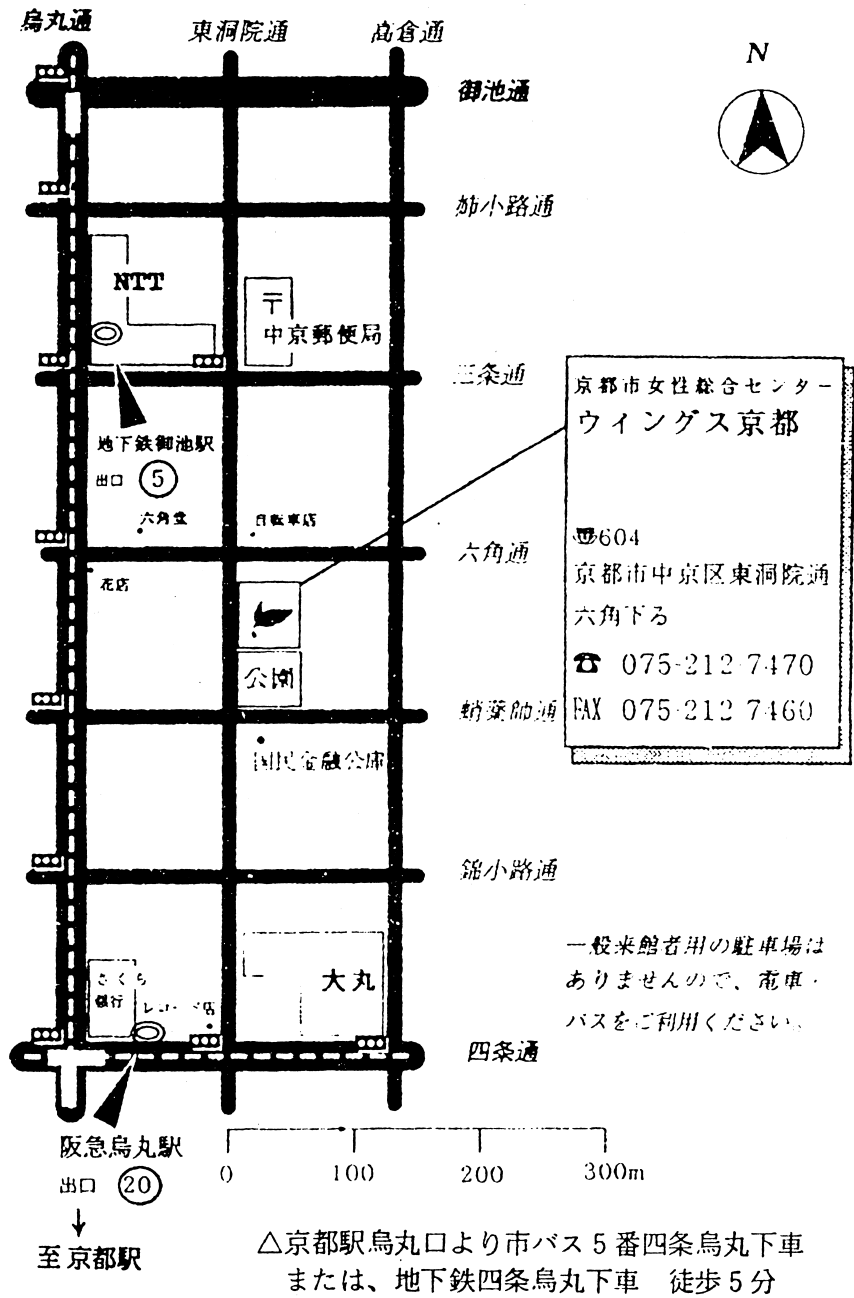 烏丸通
東洞院通
高倉通
N
御池通
姉小路通
NTT
〒
中京郵便局
三条通
京都市女性総合センター
ウイングス京都
地下鉄御池駅
出口 5
六角堂
自転車店
六角通
604
京都市中京区東洞院通
六角下る
花店
公園
☎ 075-212-7470
蛸薬師通
FAX 075-212-7460
国民金融公庫
錦小路通
一般来館者用の駐車場は
ありませんので、電車・
バスをご利用ください。
さくら
銀行
レコード店
大丸
四条通
阪急烏丸駅
出口 20
0 100 200 300m
至京都駅
△京都駅烏丸口より市バス5番四条烏丸下車
または、地下鉄四条烏丸下車 徒歩5分